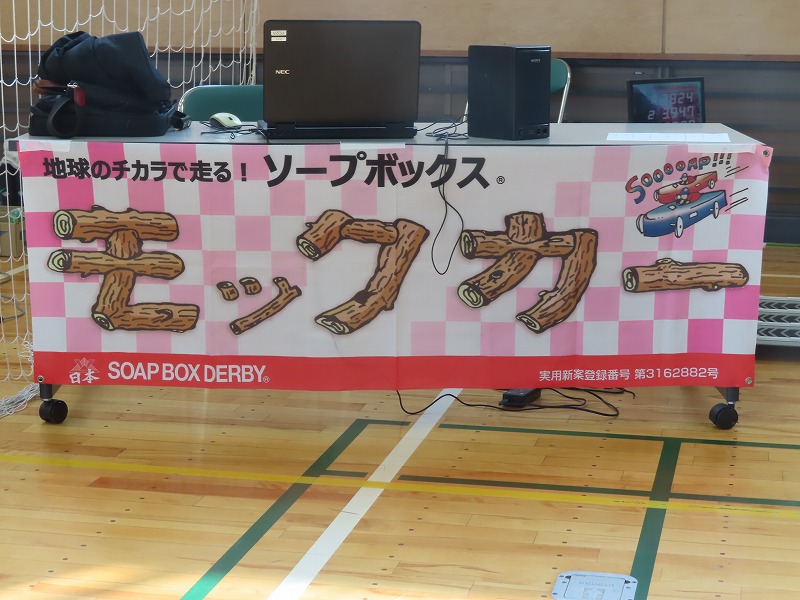 NEC
SONY
地球のチカラで走る! ソープボックス®
SOOOOAP!!!
モックカー
日本 SOAP BOX DERBY®
実用新案登録番号 第3162882号